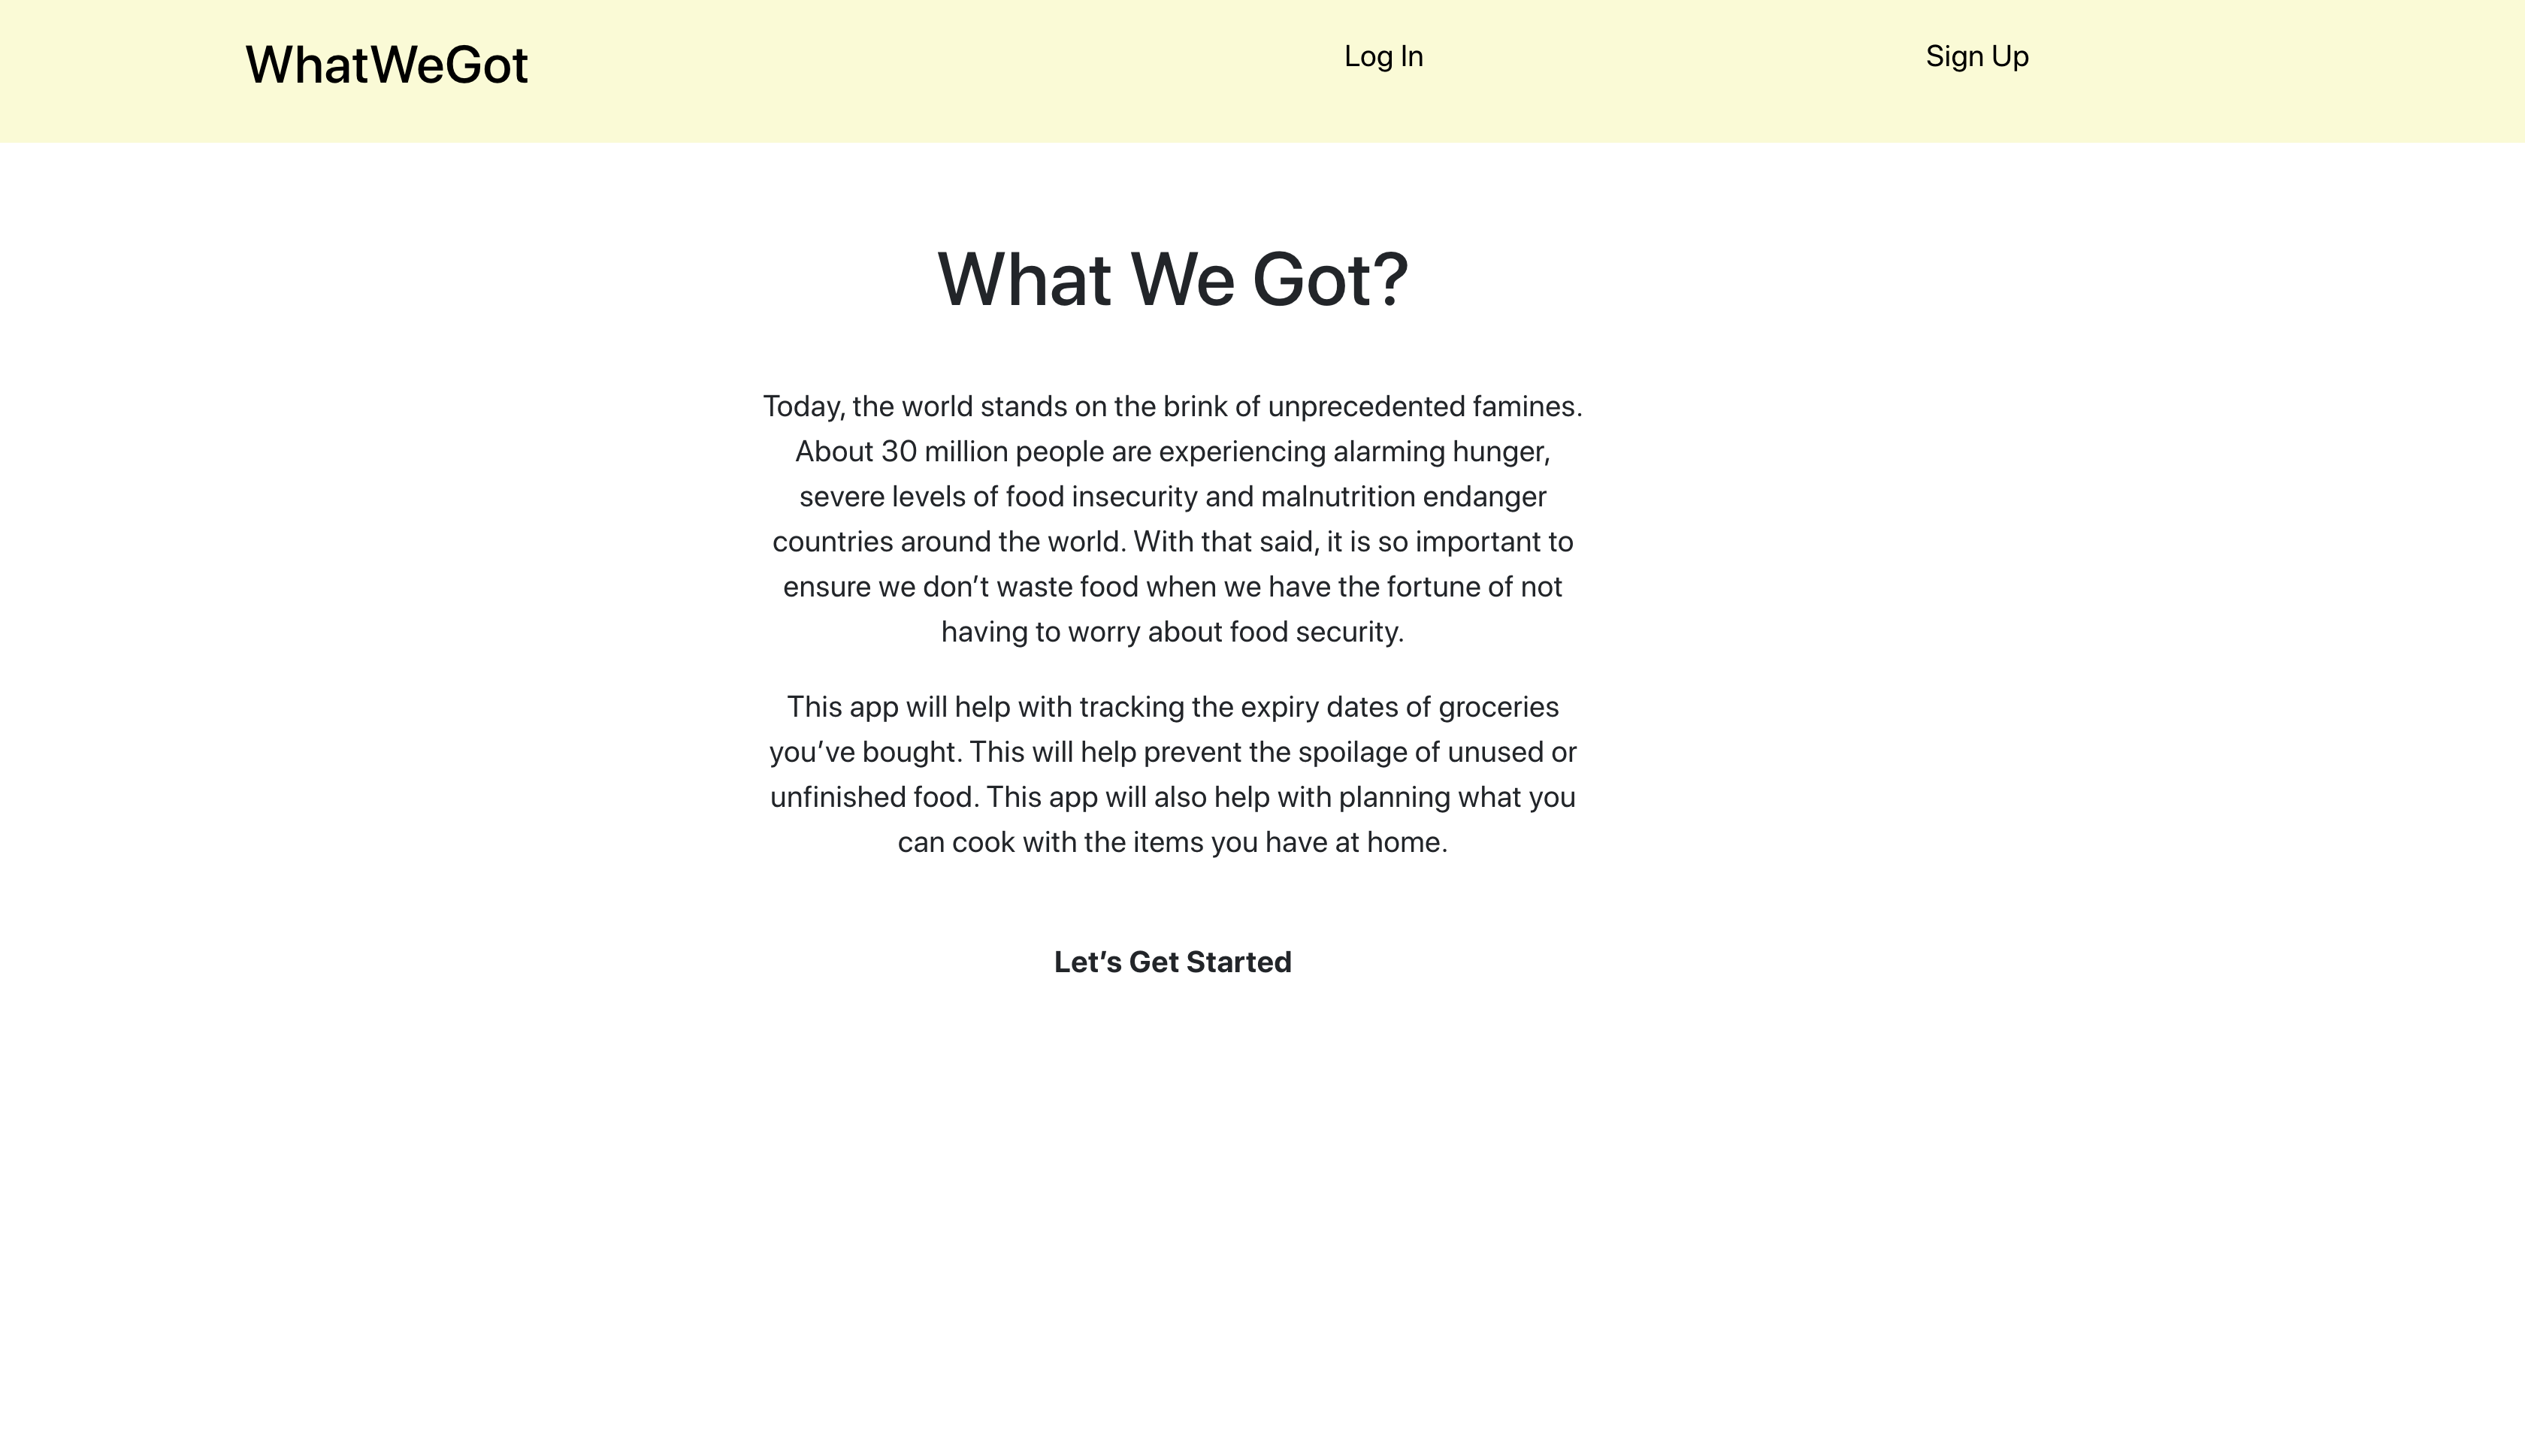 WhatWeGot
Log In
Sign Up
What We Got?
Today, the world stands on the brink of unprecedented famines.
About 30 million people are experiencing alarming hunger,
severe levels of food insecurity and malnutrition endanger
countries around the world. With that said, it is so important to
ensure we don’t waste food when we have the fortune of not
having to worry about food security.
This app will help with tracking the expiry dates of groceries
you’ve bought. This will help prevent the spoilage of unused or
unfinished food. This app will also help with planning what you
can cook with the items you have at home.
Let’s Get Started